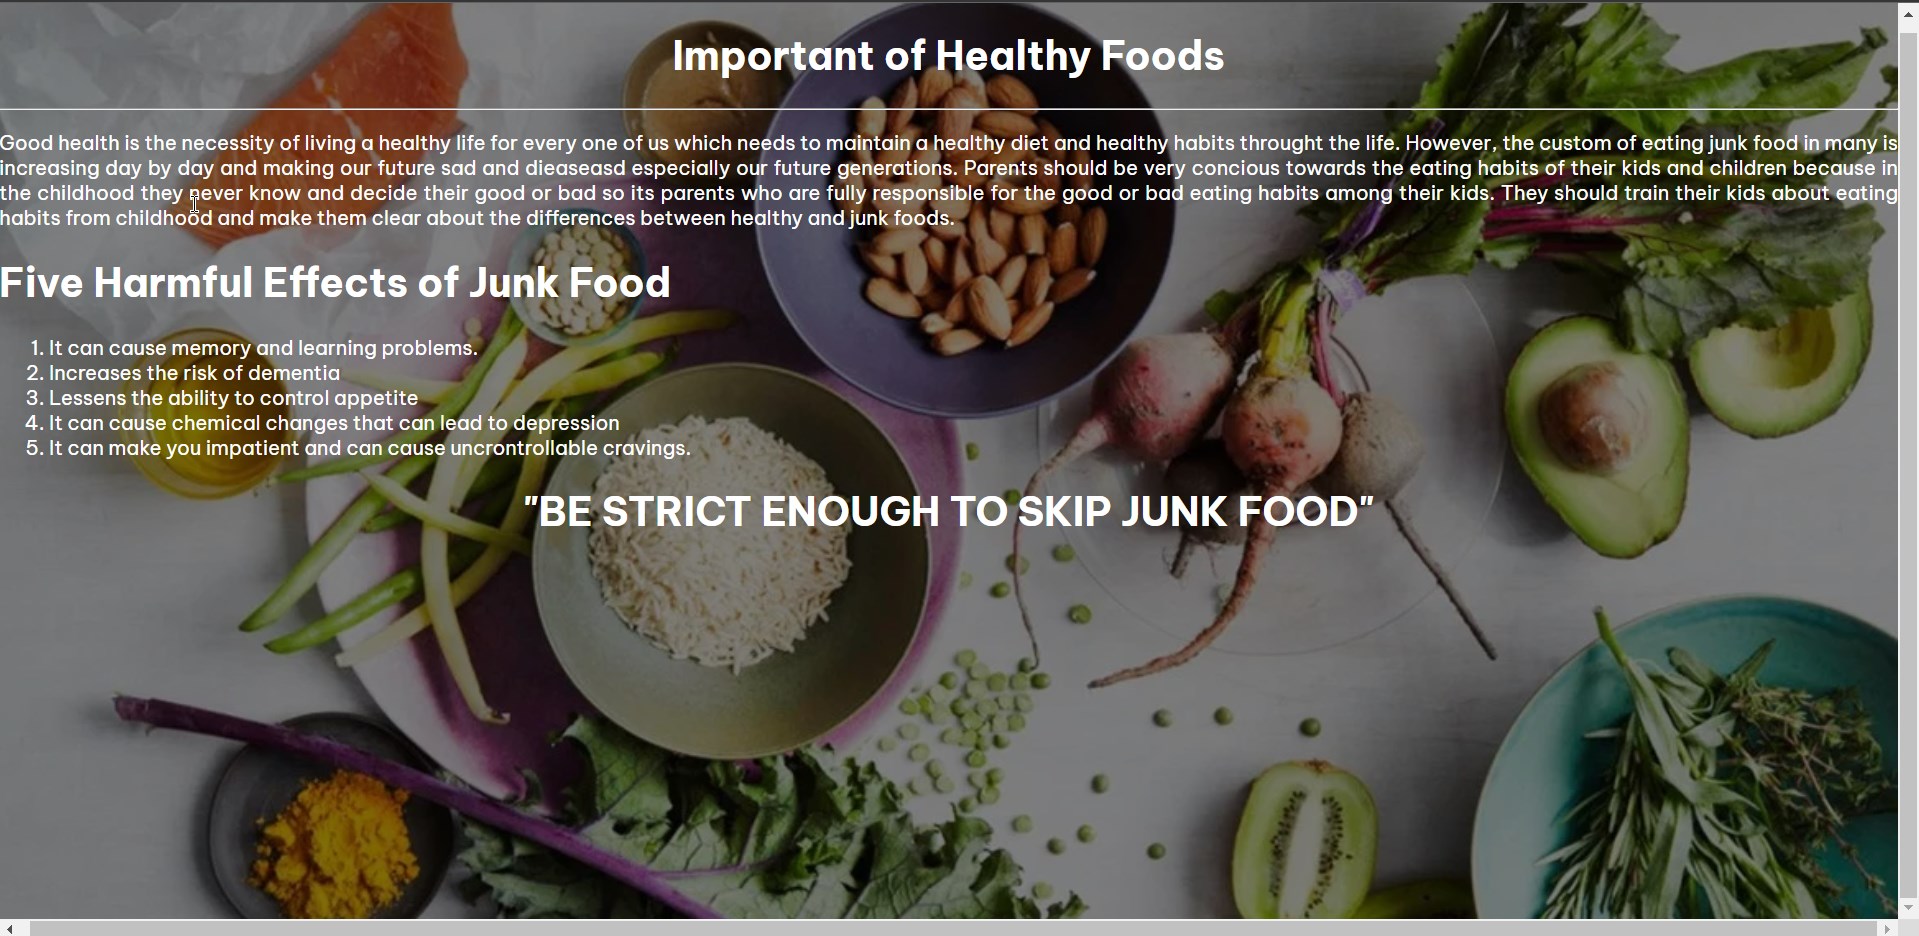 Important of Healthy Foods
Good health is the necessity of living a healthy life for every one of us which needs to maintain a healthy diet and healthy habits throught the life. However, the custom of eating junk food in many is
increasing day by day and making our future sad and dieaseasd especially our future generations. Parents should be very concious towards the eating habits of their kids and children because in
the childhood they never know and decide their good or bad so its parents who are fully responsible for the good or bad eating habits among their kids. They should train their kids about eating
habits from childhood and make them clear about the differences between healthy and junk foods.
Five Harmful Effects of Junk Food
1. It can cause memory and learning problems.
2. Increases the risk of dementia
3. Lessens the ability to control appetite
4. It can cause chemical changes that can lead to depression
5. It can make you impatient and can cause uncrontrollable cravings.
"BE STRICT ENOUGH TO SKIP JUNK FOOD"